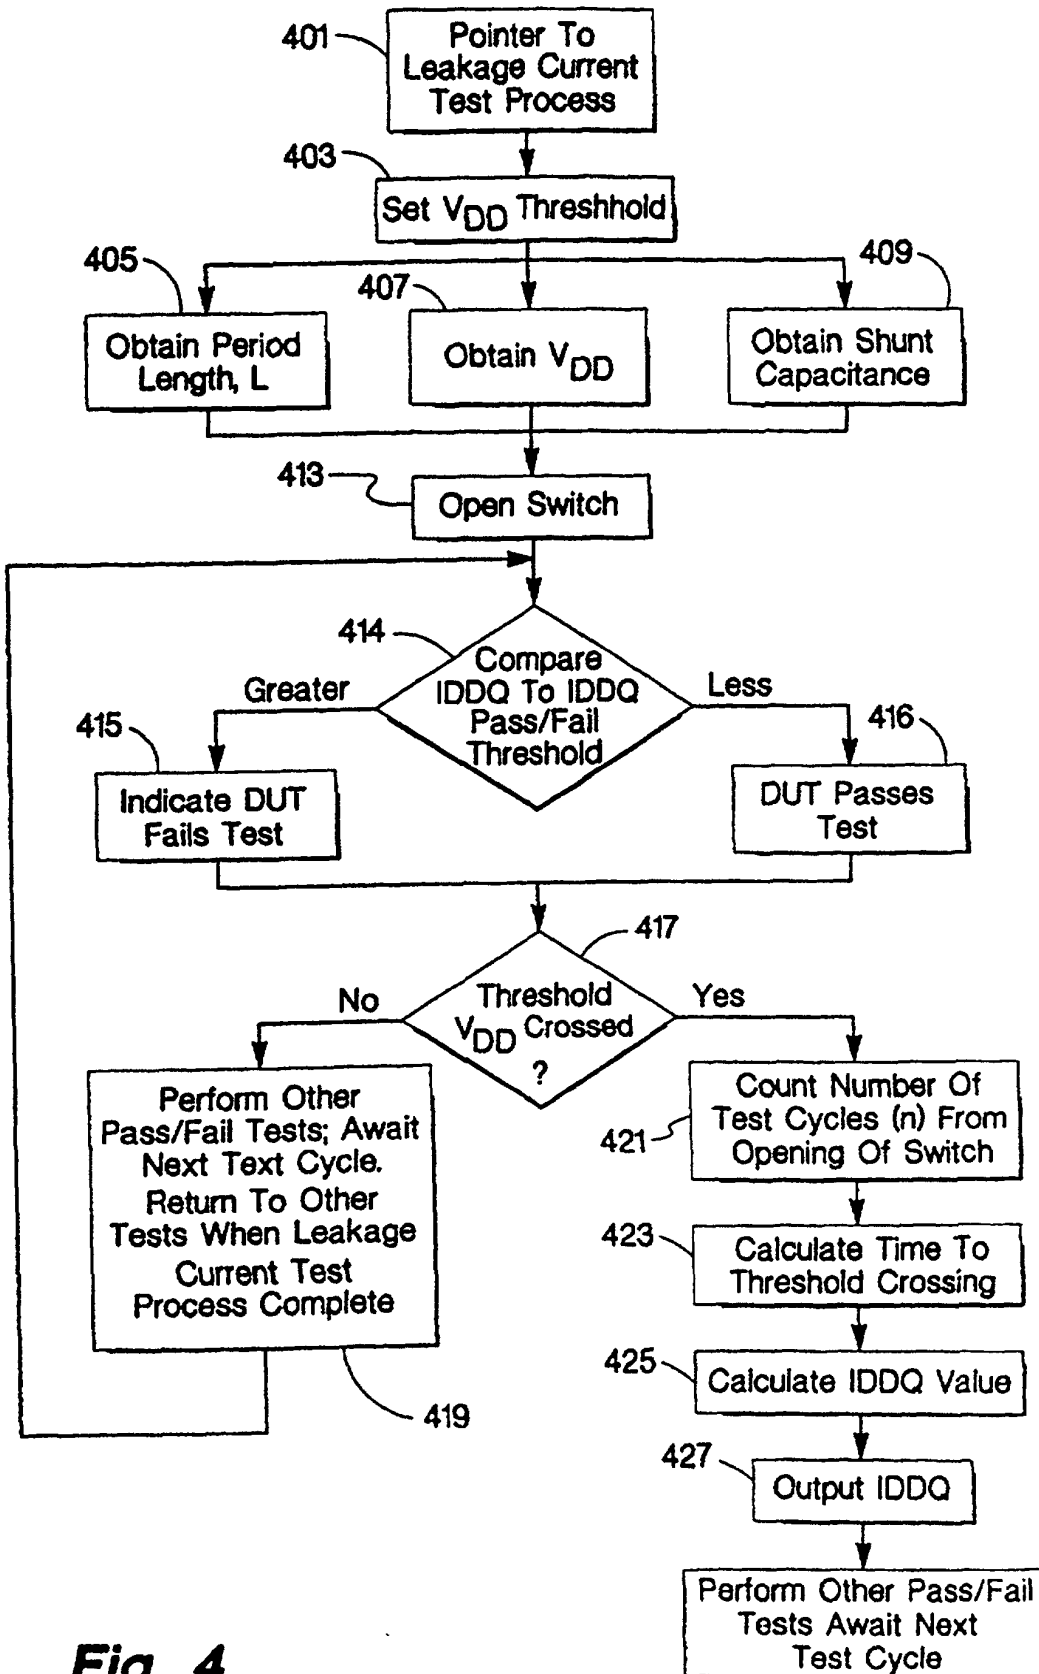 401
Pointer To
Leakage Current
Test Process
403
Set VDD Threshhold
405
Obtain Period
Length, L
407
Obtain VDD
409
Obtain Shunt
Capacitance
413
Open Switch
414
Compare
IDDQ To IDDQ
Pass/Fail
Threshold
Greater
Less
415
Indicate DUT
Fails Test
416
DUT Passes
Test
417
Threshold
VDD Crossed
?
No
Yes
Perform Other
Pass/Fail Tests; Await
Next Text Cycle.
Return To Other
Tests When Leakage
Current Test
Process Complete
419
421
Count Number Of
Test Cycles (n) From
Opening Of Switch
423
Calculate Time To
Threshold Crossing
425
Calculate IDDQ Value
427
Output IDDQ
Perform Other Pass/Fail
Tests Await Next
Test Cycle
Fig. 4